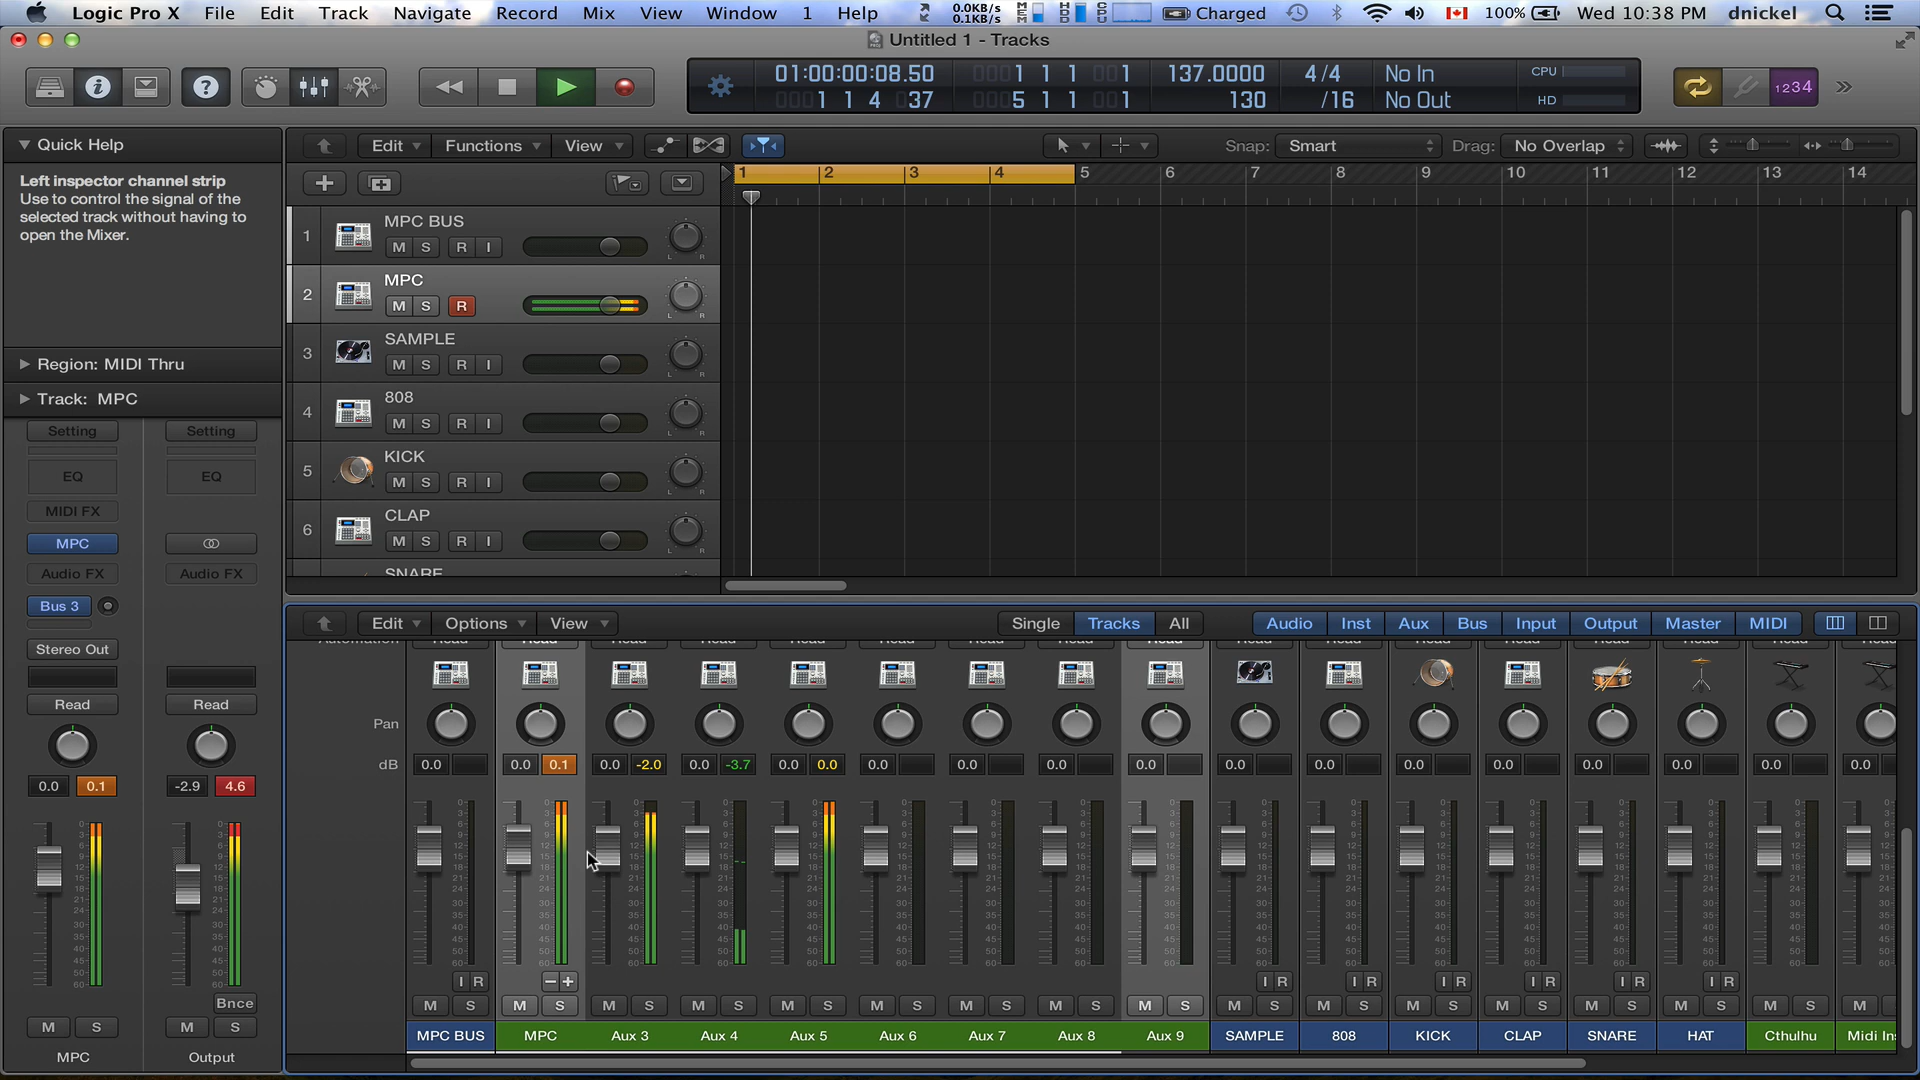 Logic Pro X File Edit Track Navigate Record Mix View Window 1 Help 0.0KB/s 0.1KB/s Charged 100% Wed 10:38 PM dnickel
Untitled 1 - Tracks
01:00:00:08.50 0001 1 1 001 137.0000 4/4 No In CPU
0001 1 4 037 0005 1 1 001 130 /16 No Out HD
1234
Quick Help
Left inspector channel strip
Use to control the signal of the
selected track without having to
open the Mixer.
Region: MIDI Thru
Track: MPC
Edit Functions View Snap: Smart Drag: No Overlap
1 2 3 4 5 6 7 8 9 10 11 12 13 14
1 MPC BUS
M S R I
2 MPC
M S R
3 SAMPLE
M S R I
4 808
M S R I
5 KICK
M S R I
6 CLAP
M S R I
SNARE
Setting Setting
EQ EQ
MIDI FX
MPC
Audio FX Audio FX
Bus 3
Stereo Out
Read Read
0.0 0.1 -2.9 4.6
Bnce
M S M S
MPC Output
Edit Options View Single Tracks All Audio Inst Aux Bus Input Output Master MIDI
Pan
dB 0.0 0.0 0.1 0.0 -2.0 0.0 -3.7 0.0 0.0 0.0 0.0 0.0 0.0 0.0 0.0 0.0 0.0 0.0 0.0 0.0 0.0
I R I R I R I R I R I R I R
M S M S M S M S M S M S M S M S M S M S M S M S M S M S M S M S M
MPC BUS MPC Aux 3 Aux 4 Aux 5 Aux 6 Aux 7 Aux 8 Aux 9 SAMPLE 808 KICK CLAP SNARE HAT Cthulhu Midi In